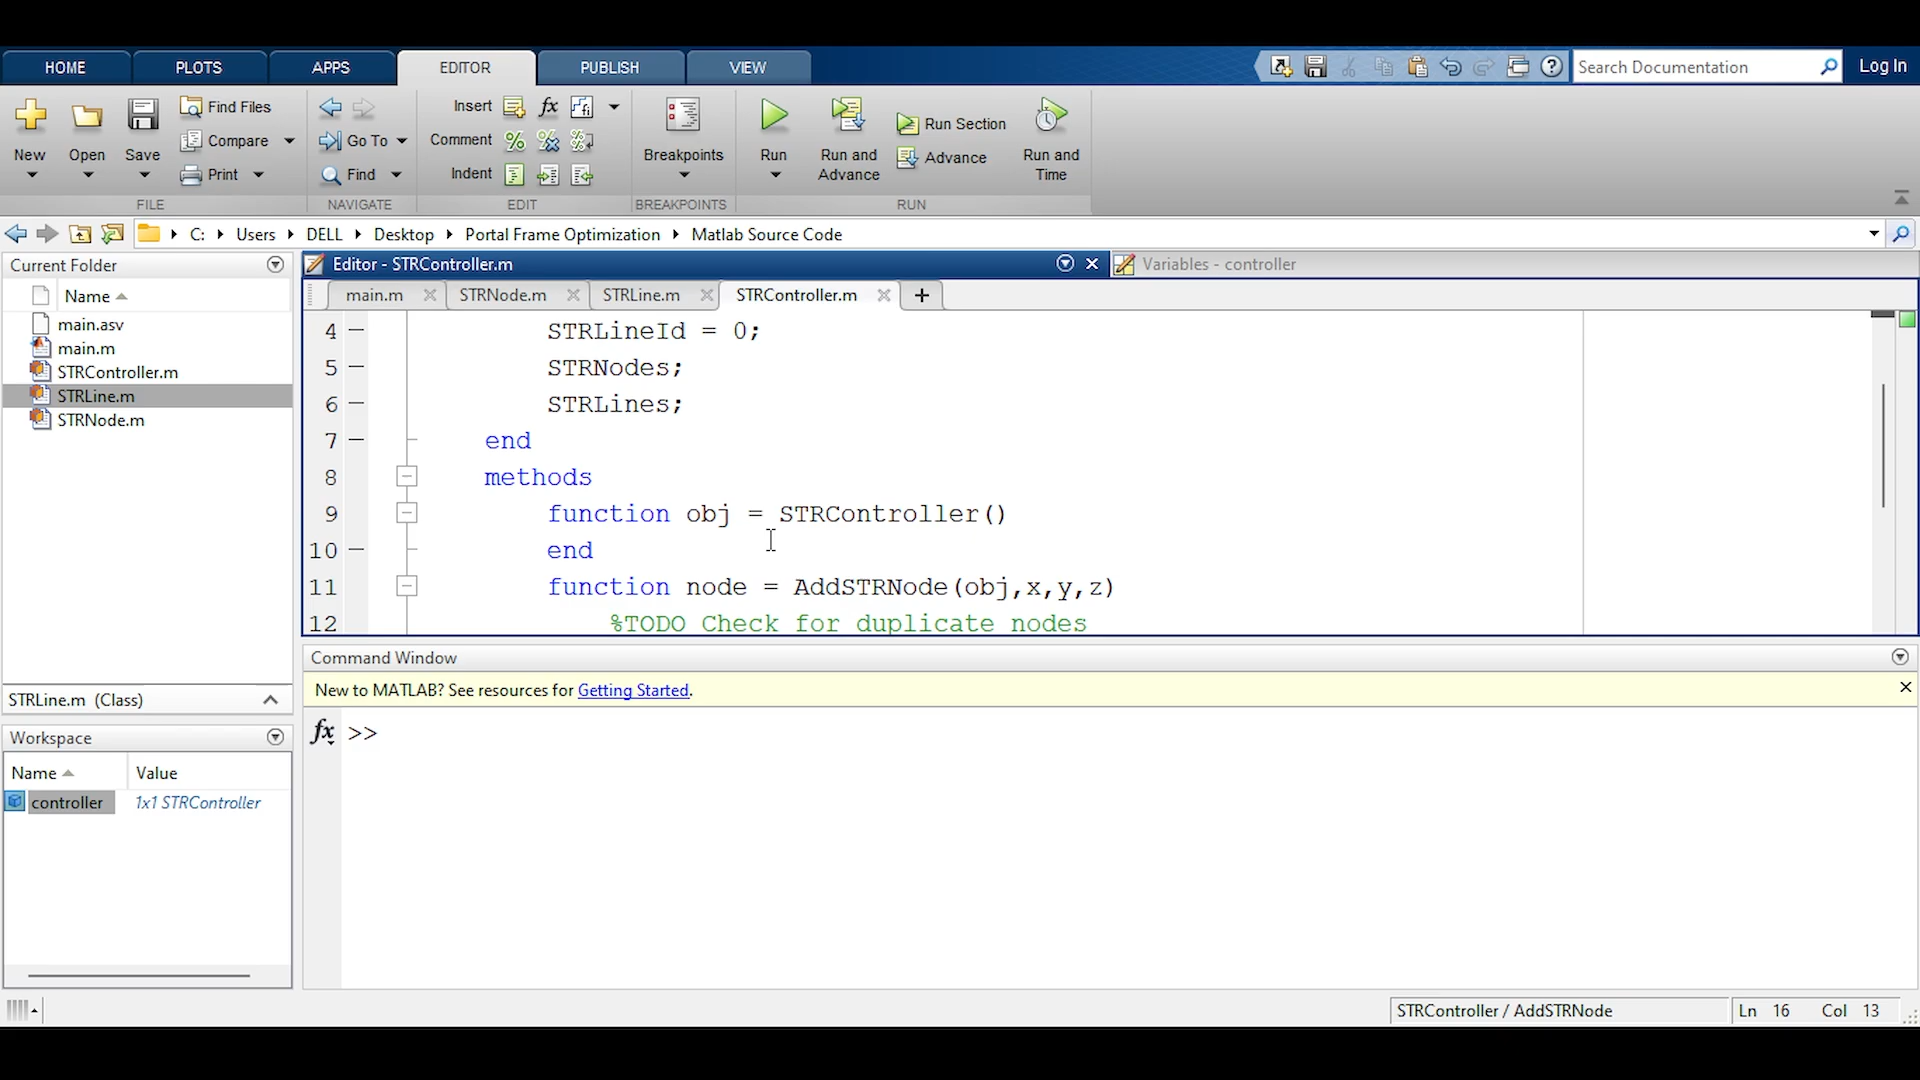 HOME PLOTS APPS EDITOR PUBLISH VIEW Search Documentation Log In
New Open Save Find Files Compare Print
FILE
Go To Find
NAVIGATE
Insert fx fi
Comment
Indent
EDIT
Breakpoints
BREAKPOINTS
Run Run and Advance Run Section Advance Run and Time
RUN
C: Users DELL Desktop Portal Frame Optimization Matlab Source Code
Current Folder
Name
main.asv
main.m
STRController.m
STRLine.m
STRNode.m
STRLine.m (Class)
Workspace
Name Value
controller 1x1 STRController
Editor - STRController.m
Variables - controller
main.m STRNode.m STRLine.m STRController.m +
4 STRLineId = 0;
5 STRNodes;
6 STRLines;
7 end
8 methods
9 function obj = STRController()
10 end
11 function node = AddSTRNode(obj,x,y,z)
12 %TODO Check for duplicate nodes
Command Window
New to MATLAB? See resources for Getting Started.
fx >>
STRController / AddSTRNode Ln 16 Col 13